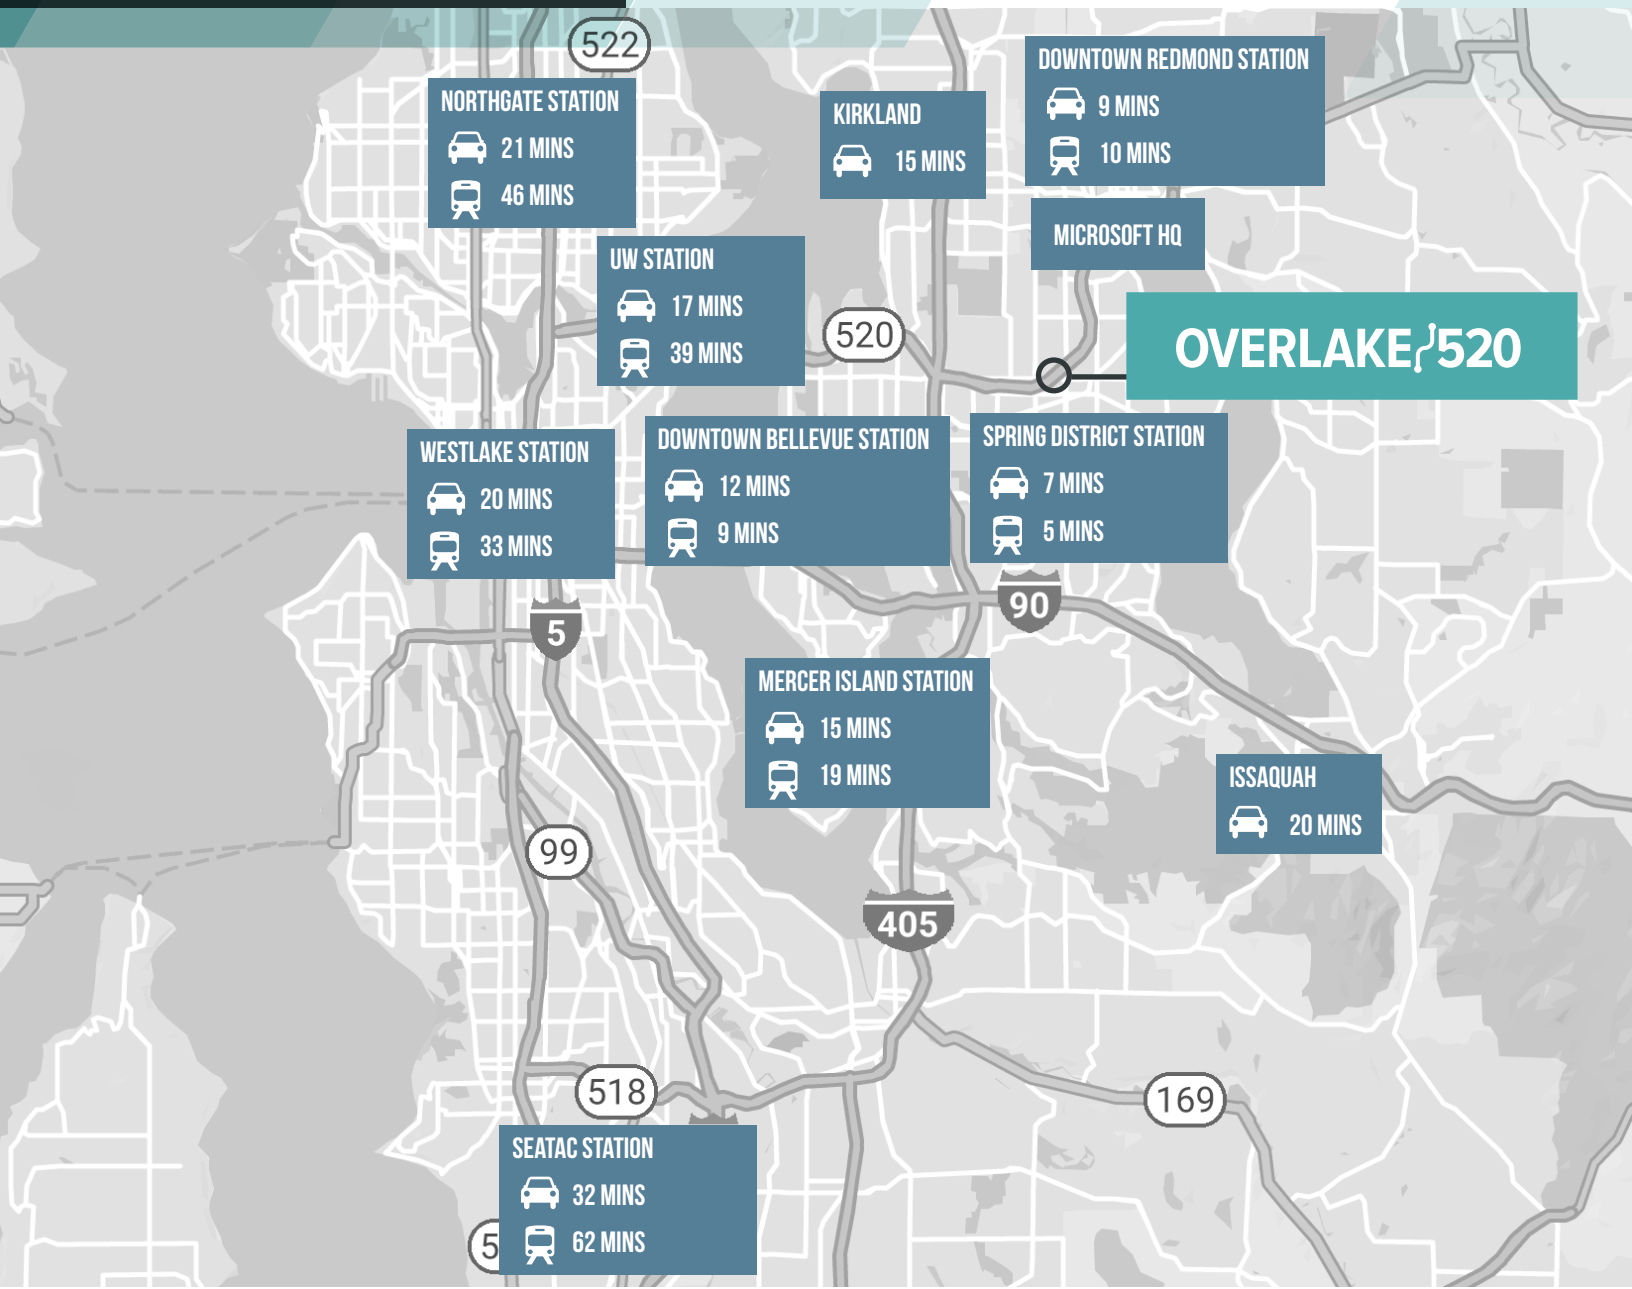 522
NORTHGATE STATION
21 MINS
46 MINS
KIRKLAND
15 MINS
DOWNTOWN REDMOND STATION
9 MINS
10 MINS
MICROSOFT HQ
UW STATION
17 MINS
39 MINS
520
OVERLAKE 520
WESTLAKE STATION
20 MINS
33 MINS
DOWNTOWN BELLEVUE STATION
12 MINS
9 MINS
SPRING DISTRICT STATION
7 MINS
5 MINS
90
5
MERCER ISLAND STATION
15 MINS
19 MINS
ISSAQUAH
20 MINS
99
405
518
169
SEATAC STATION
32 MINS
62 MINS
5